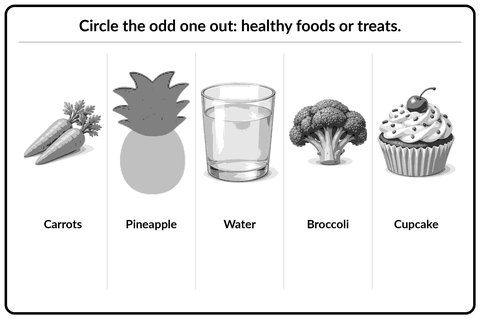 Circle the odd one out: healthy foods or treats.
Carrots
Pineapple
Water
Broccoli
Cupcake